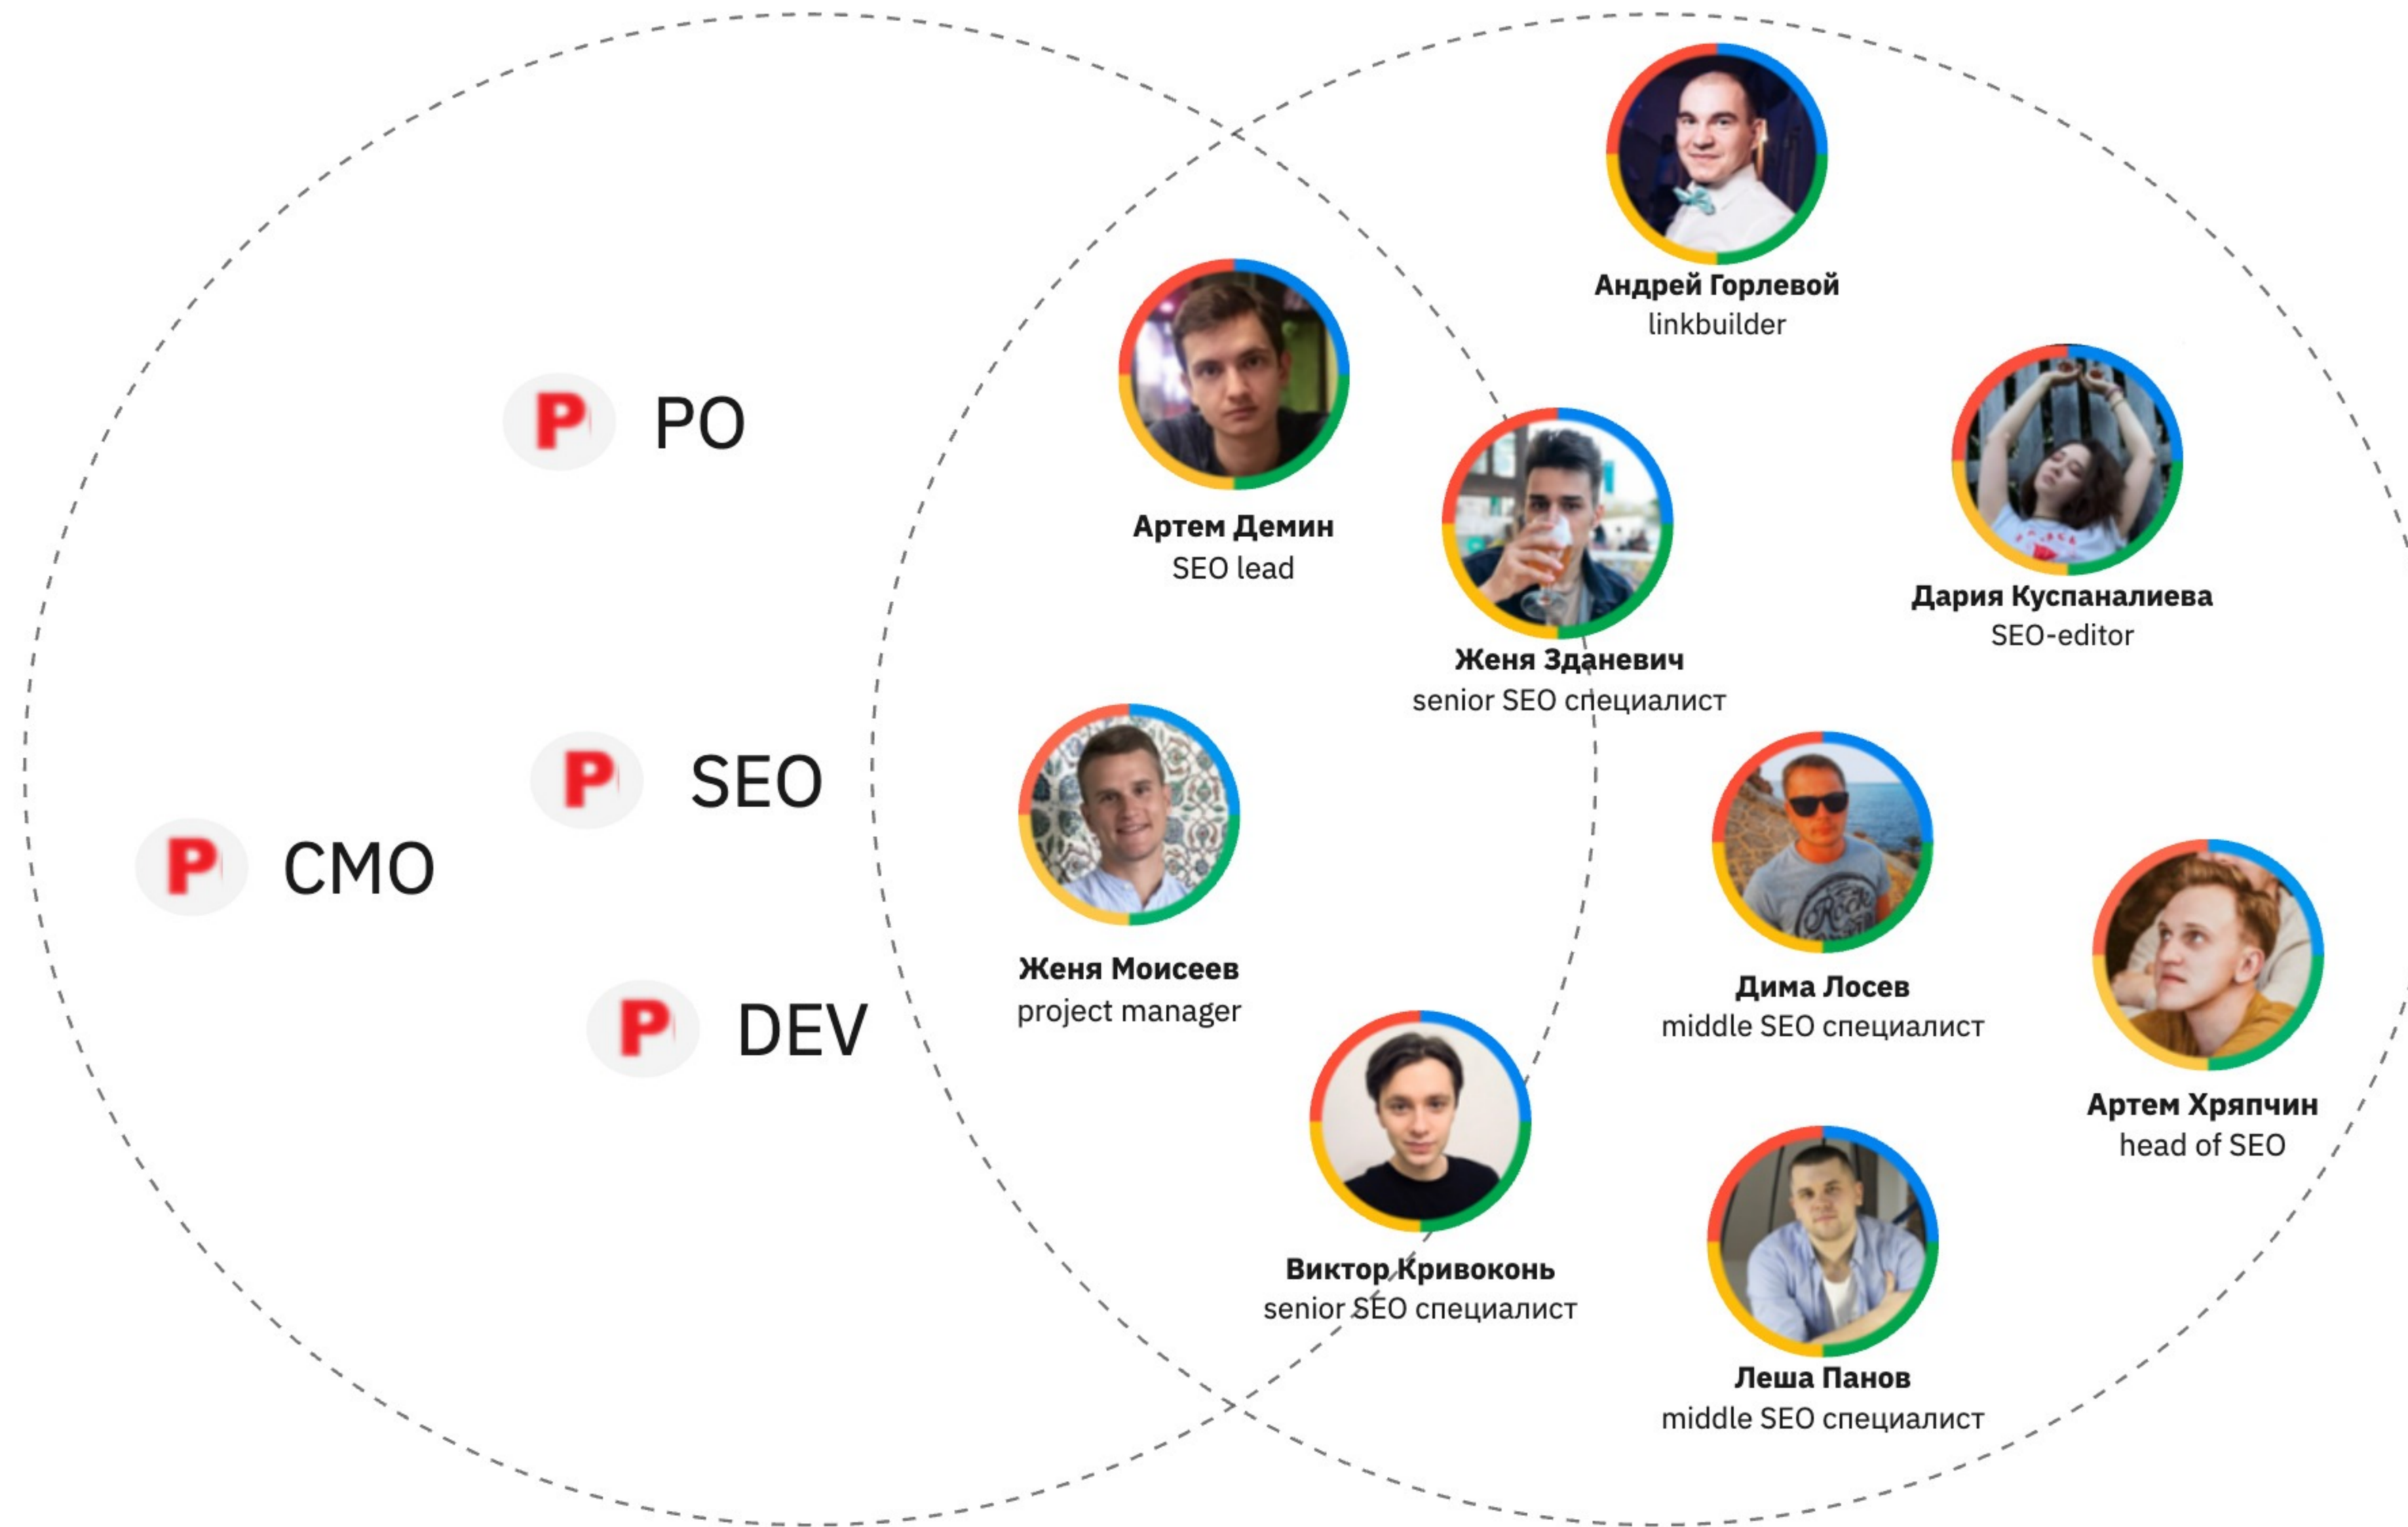 P PO
P SEO
P CMO
P DEV
Андрей Горлевой
linkbuilder
Артем Демин
SEO lead
Дария Куспаналиева
SEO-editor
Женя Зданевич
senior SEO специалист
Женя Моисеев
project manager
Дима Лосев
middle SEO специалист
Артем Хряпчин
head of SEO
Виктор Кривоконь
senior SEO специалист
Леша Панов
middle SEO специалист